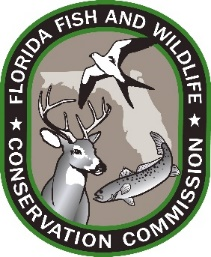 FLORIDA FISH AND WILDLIFE
CONSERVATION COMMISSION